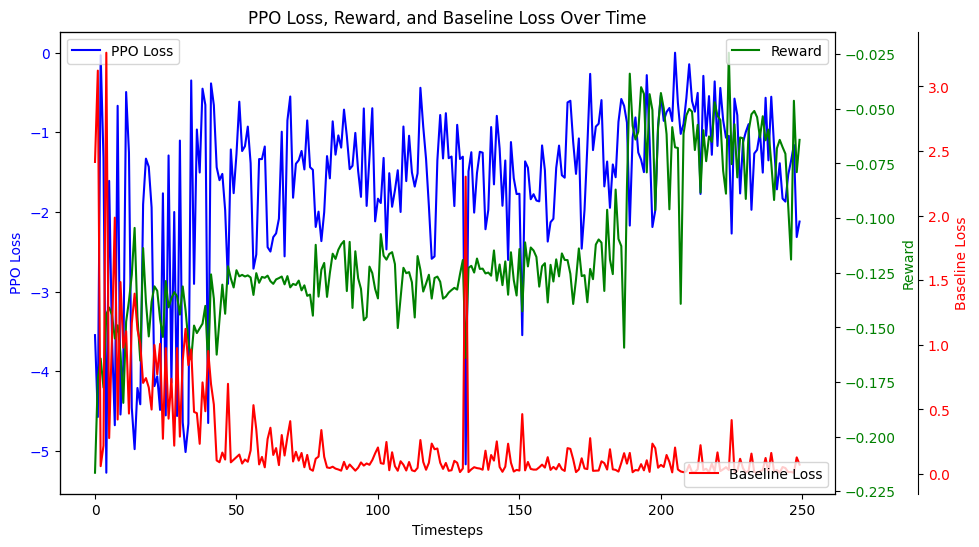 PPO Loss, Reward, and Baseline Loss Over Time
PPO Loss
Reward
Baseline Loss
0
−1
−2
−3
−4
−5
PPO Loss
−0.025
−0.050
−0.075
−0.100
−0.125
−0.150
−0.175
−0.200
−0.225
Reward
3.0
2.5
2.0
1.5
1.0
0.5
0.0
Baseline Loss
0 50 100 150 200 250
Timesteps